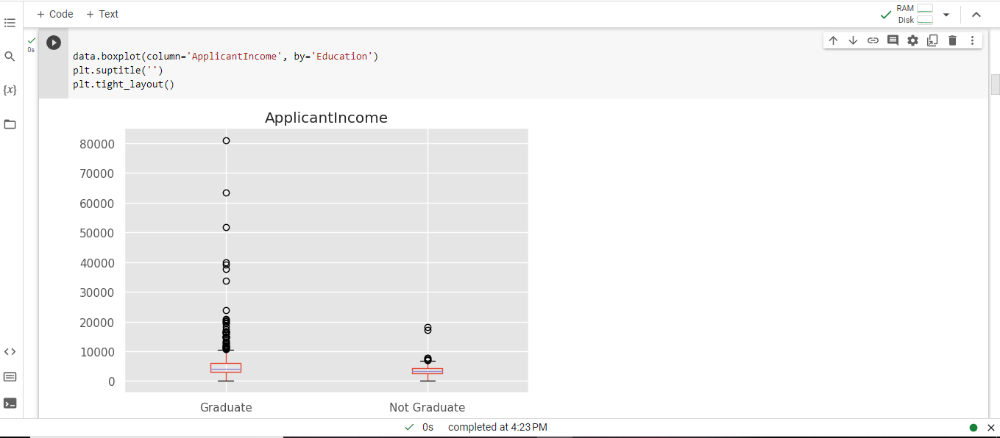 + Code + Text
RAM
Disk
0s
data.boxplot(column='ApplicantIncome', by='Education')
plt.suptitle('')
plt.tight_layout()
{x}
ApplicantIncome
80000
70000
60000
50000
40000
30000
20000
10000
0
Graduate Not Graduate
0s completed at 4:23 PM